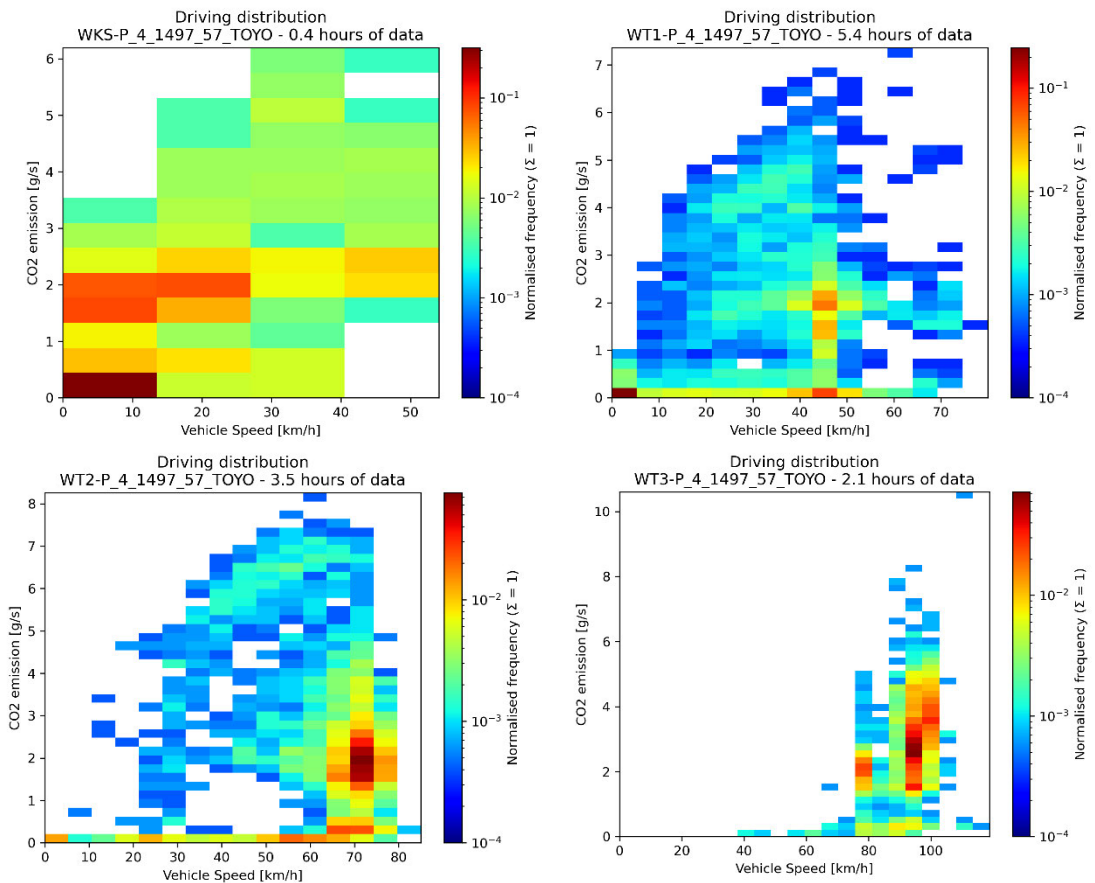 Driving distribution
WKS-P_4_1497_57_TOYO - 0.4 hours of data
6
5
4
3
2
1
0
CO2 emission [g/s]
0 10 20 30 40 50
Vehicle Speed [km/h]
10⁻¹
10⁻²
10⁻³
10⁻⁴
Normalised frequency (Σ = 1)
Driving distribution
WT1-P_4_1497_57_TOYO - 5.4 hours of data
7
6
5
4
3
2
1
0
CO2 emission [g/s]
0 10 20 30 40 50 60 70
Vehicle Speed [km/h]
10⁻¹
10⁻²
10⁻³
10⁻⁴
Normalised frequency (Σ = 1)
Driving distribution
WT2-P_4_1497_57_TOYO - 3.5 hours of data
8
7
6
5
4
3
2
1
0
CO2 emission [g/s]
0 10 20 30 40 50 60 70 80
Vehicle Speed [km/h]
10⁻²
10⁻³
10⁻⁴
Normalised frequency (Σ = 1)
Driving distribution
WT3-P_4_1497_57_TOYO - 2.1 hours of data
10
8
6
4
2
0
CO2 emission [g/s]
0 20 40 60 80 100
Vehicle Speed [km/h]
10⁻²
10⁻³
10⁻⁴
Normalised frequency (Σ = 1)